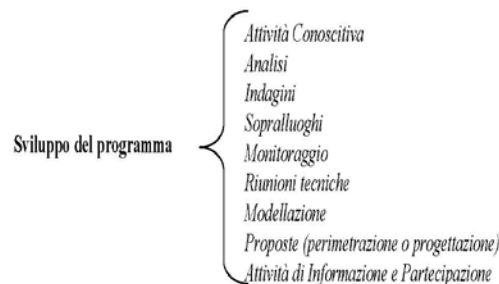 Attività Conoscitiva
Analisi
Indagini
Sopralluoghi
Sviluppo del programma
Monitoraggio
Riunioni tecniche
Modellazione
Proposte (perimetrazione o progettazione)
Attività di Informazione e Partecipazione